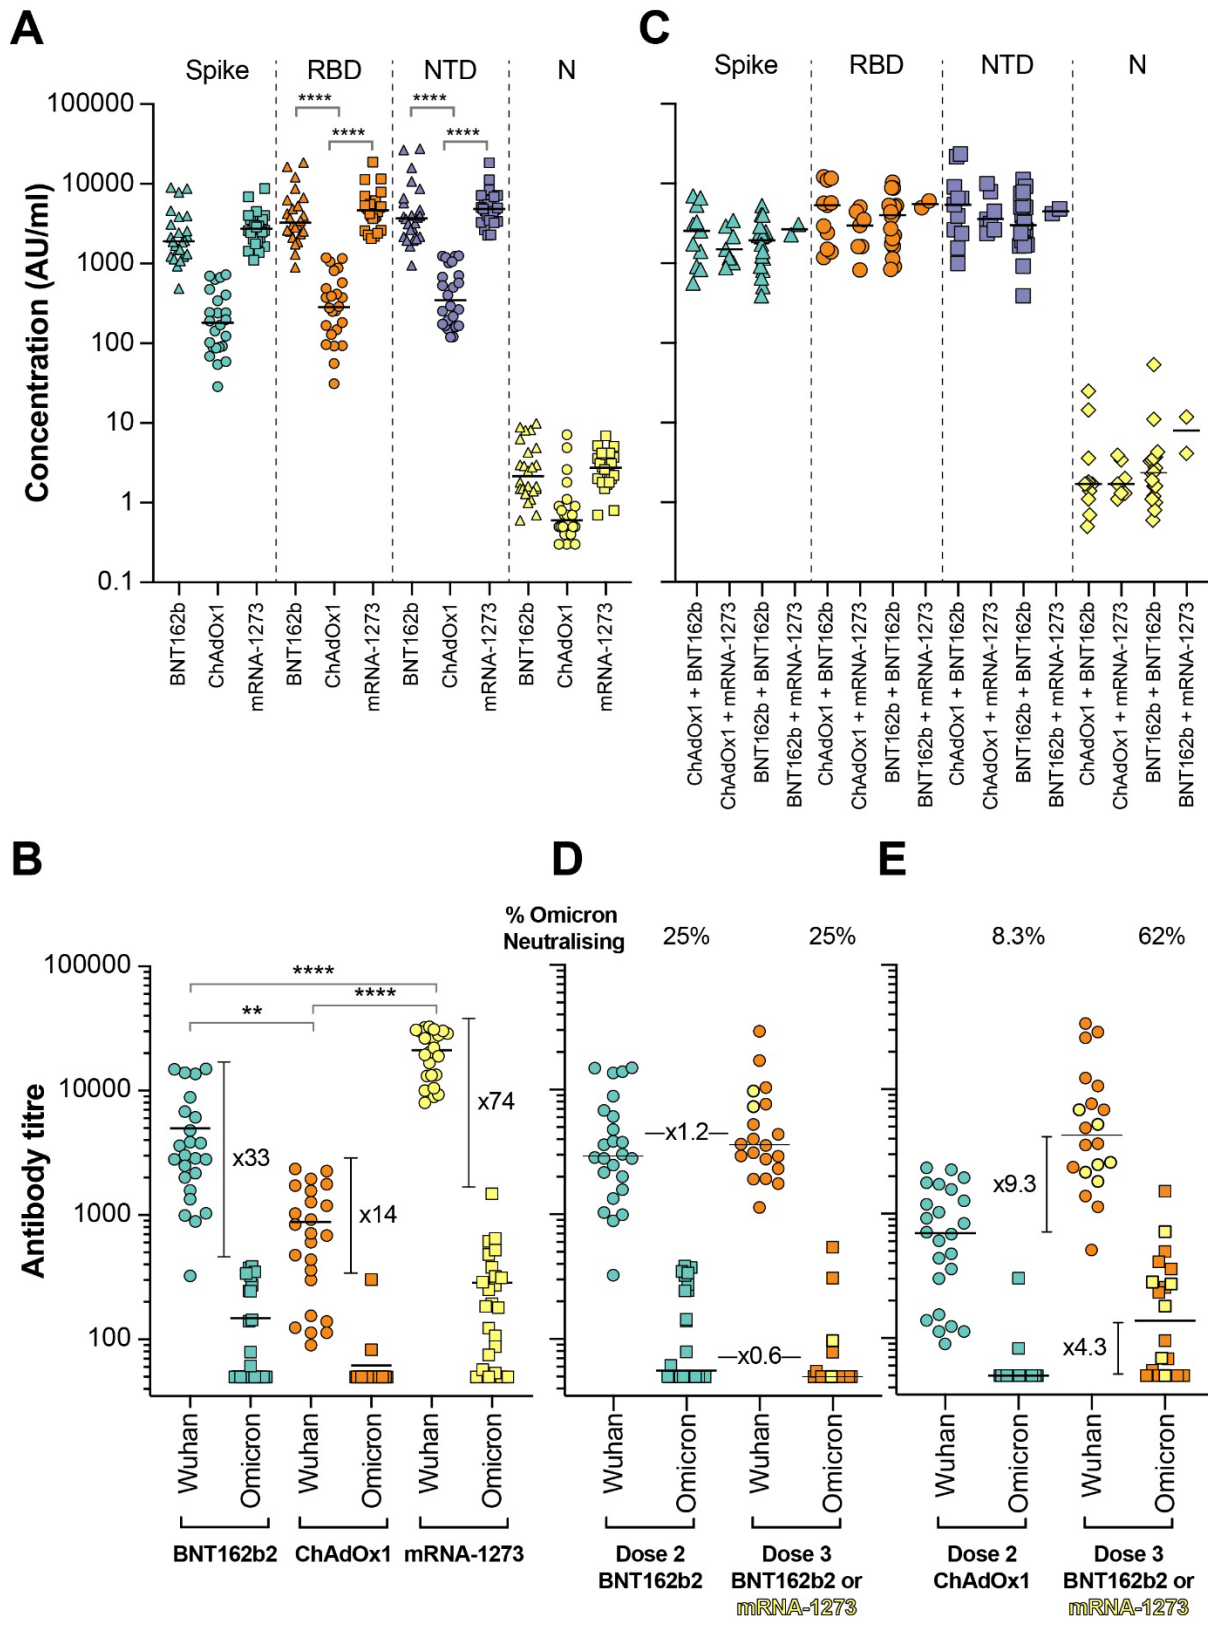 A
Spike RBD NTD N
**** ****
**** ****
100000
10000
1000
100
10
1
0.1
Concentration (AU/ml)
BNT162b ChAdOx1 mRNA-1273 BNT162b ChAdOx1 mRNA-1273 BNT162b ChAdOx1 mRNA-1273 BNT162b ChAdOx1 mRNA-1273
C
Spike RBD NTD N
ChAdOx1 + BNT162b ChAdOx1 + mRNA-1273 BNT162b + BNT162b BNT162b + mRNA-1273 ChAdOx1 + BNT162b ChAdOx1 + mRNA-1273 BNT162b + BNT162b BNT162b + mRNA-1273 ChAdOx1 + BNT162b ChAdOx1 + mRNA-1273 BNT162b + BNT162b BNT162b + mRNA-1273 ChAdOx1 + BNT162b ChAdOx1 + mRNA-1273 BNT162b + BNT162b BNT162b + mRNA-1273
B
100000
10000
1000
100
Antibody titre
****
** ****
x33
x14
x74
Wuhan Omicron Wuhan Omicron Wuhan Omicron
BNT162b2 ChAdOx1 mRNA-1273
D
% Omicron
Neutralising
25% 25%
x1.2
x0.6
Wuhan Omicron Wuhan Omicron
Dose 2
BNT162b2
Dose 3
BNT162b2 or
mRNA-1273
E
8.3% 62%
x9.3
x4.3
Wuhan Omicron Wuhan Omicron
Dose 2
ChAdOx1
Dose 3
BNT162b2 or
mRNA-1273